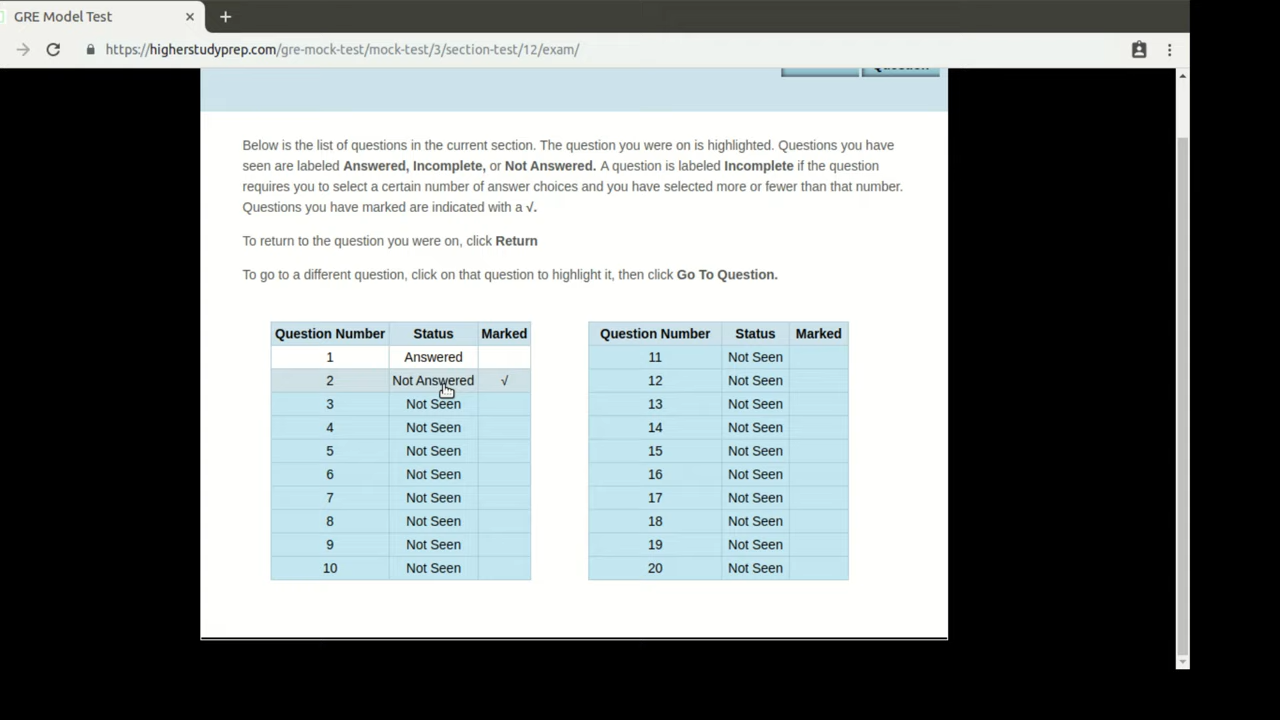 GRE Model Test
https://higherstudyprep.com/gre-mock-test/mock-test/3/section-test/12/exam/
Question
Below is the list of questions in the current section. The question you were on is highlighted. Questions you have
seen are labeled Answered, Incomplete, or Not Answered. A question is labeled Incomplete if the question
requires you to select a certain number of answer choices and you have selected more or fewer than that number.
Questions you have marked are indicated with a √.
To return to the question you were on, click Return
To go to a different question, click on that question to highlight it, then click Go To Question.
Question Number Status Marked
1 Answered
2 Not Answered √
3 Not Seen
4 Not Seen
5 Not Seen
6 Not Seen
7 Not Seen
8 Not Seen
9 Not Seen
10 Not Seen
Question Number Status Marked
11 Not Seen
12 Not Seen
13 Not Seen
14 Not Seen
15 Not Seen
16 Not Seen
17 Not Seen
18 Not Seen
19 Not Seen
20 Not Seen